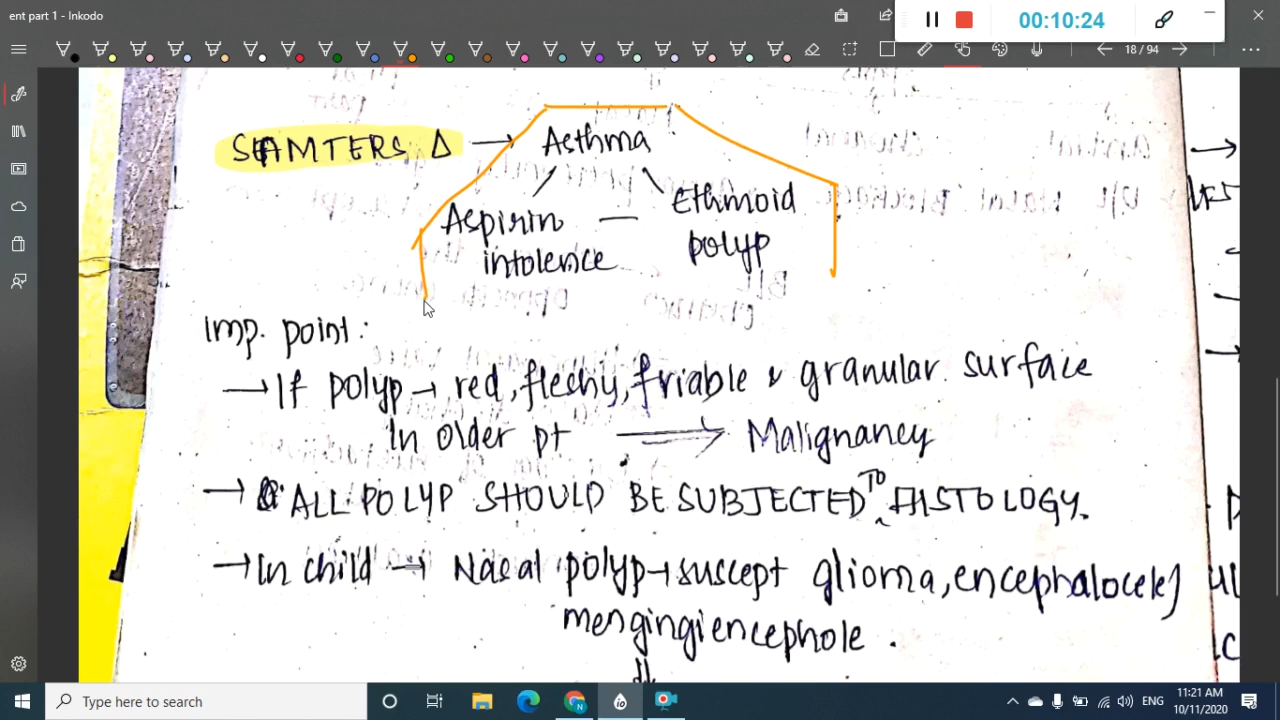 ent part 1 - Inkodo
00:10:24
18 / 94
SAMTERS Δ → Asthma
Aspirin — Ethmoid
intolence polyp
Imp. point:
→ If polyp → red, fleshy, friable & granular surface
In older pt ⟹ Malignancy
→ ALL POLYP SHOULD BE SUBJECTED TO HISTOLOGY.
→ In child → Nasal polyp → suscept glioma, encephalocele,
mengingiencephole.
Type here to search
ENG
11:21 AM
10/11/2020